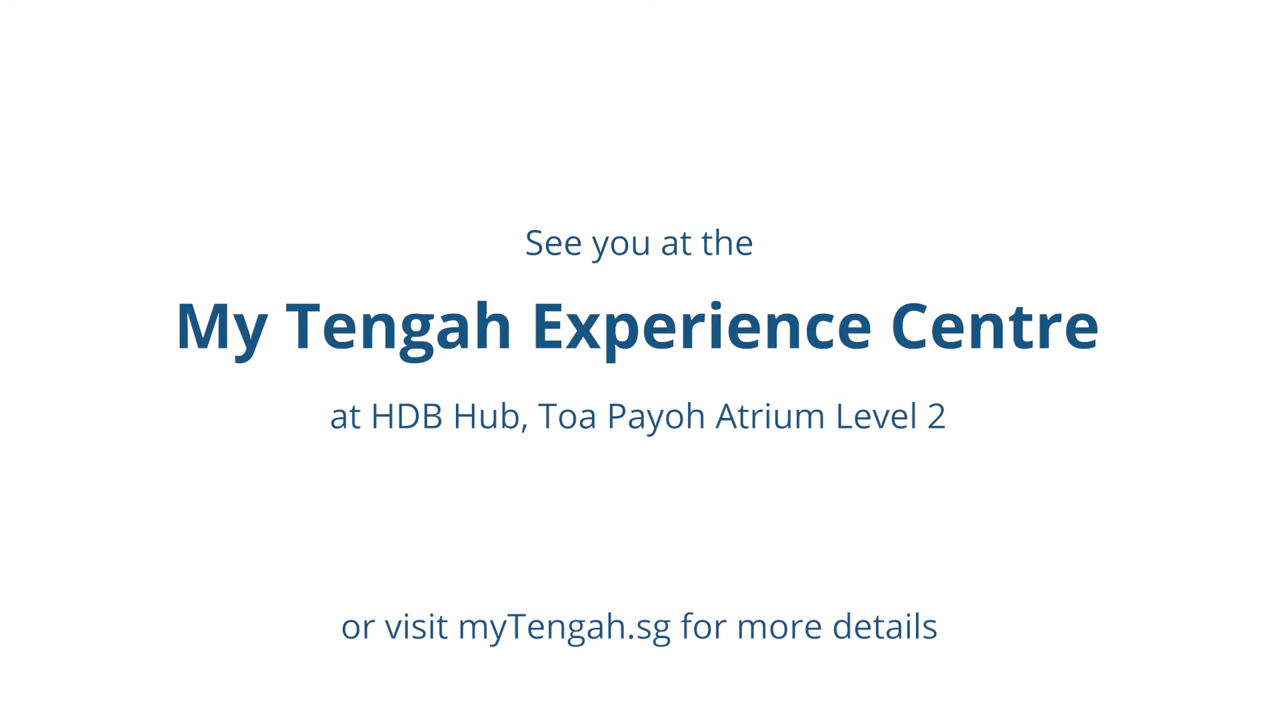 See you at the
My Tengah Experience Centre
at HDB Hub, Toa Payoh Atrium Level 2
or visit myTengah.sg for more details